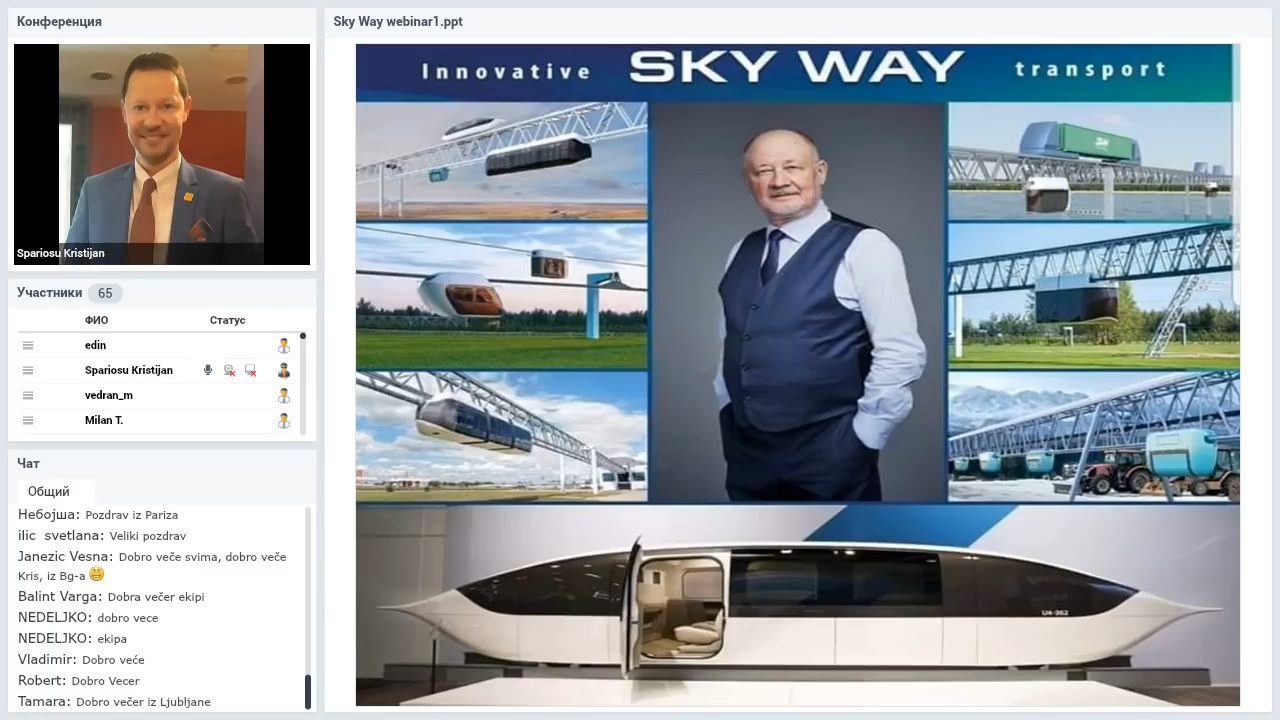 Конференция
Spariosu Kristijan
Участники 65
ФИО Статус
edin
Spariosu Kristijan
vedran_m
Milan T.
Чат
Общий
Небојша: Pozdrav iz Pariza
ilic svetlana: Veliki pozdrav
Janezic Vesna: Dobro veče svima, dobro veče
Kris, iz Bg-a
Balint Varga: Dobra večer ekipi
NEDELJKO: dobro vece
NEDELJKO: ekipa
Vladimir: Dobro veće
Robert: Dobro Vecer
Tamara: Dobro večer iz Ljubljane
Sky Way webinar1.ppt
Innovative SKY WAY transport